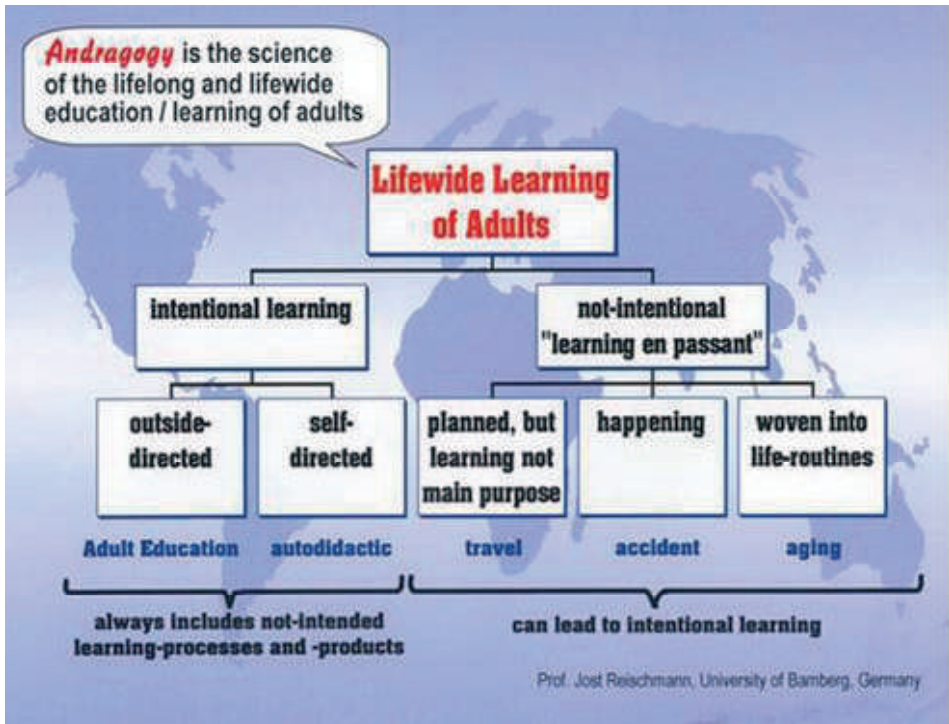 Andragogy is the science
of the lifelong and lifewide
education / learning of adults
Lifewide Learning
of Adults
intentional learning
not-intentional
"learning en passant"
outside-
directed
self-
directed
planned, but
learning not
main purpose
happening
woven into
life-routines
Adult Education
autodidactic
travel
accident
aging
always includes not-intended
learning-processes and -products
can lead to intentional learning
Prof. Jost Reischmann, University of Bamberg, Germany